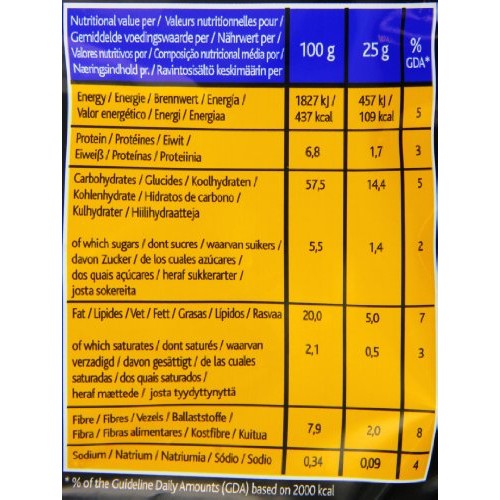 Nutritional value per / Valeurs nutritionnelles pour /
Gemiddelde voedingswaarde per / Nährwert per /
Valores nutritivos por / Composição nutricional média por /
Næringsindhold pr. / Ravintosisältö keskimäärin per
100 g
25 g
%
GDA*
Energy / Energie / Brennwert / Energía /
Valor energético / Energi / Energiaa
1827 kJ /
437 kcal
457 kJ /
109 kcal
5
Protein / Protéines / Eiwit /
Eiweiß / Proteínas / Proteiinia
6,8
1,7
3
Carbohydrates / Glucides / Koolhydraten /
Kohlenhydrate / Hidratos de carbono /
Kulhydrater / Hiilihydraatteja
57,5
14,4
5
of which sugars / dont sucres / waarvan suikers /
davon Zucker / de los cuales azúcares /
dos quais açúcares / heraf sukkerarter /
josta sokereita
5,5
1,4
2
Fat / Lipides / Vet / Fett / Grasas / Lípidos / Rasvaa
20,0
5,0
7
of which saturates / dont saturés / waarvan
verzadigd / davon gesättigt / de las cuales
saturadas / dos quais saturados /
heraf mættede / josta tyydyttynyttä
2,1
0,5
3
Fibre / Fibres / Vezels / Ballaststoffe /
Fibra / Fibras alimentares / Kostfibre / Kuitua
7,9
2,0
8
Sodium / Natrium / Natriumia / Sódio / Sodio
0,34
0,09
4
* % of the Guideline Daily Amounts (GDA) based on 2000 kcal